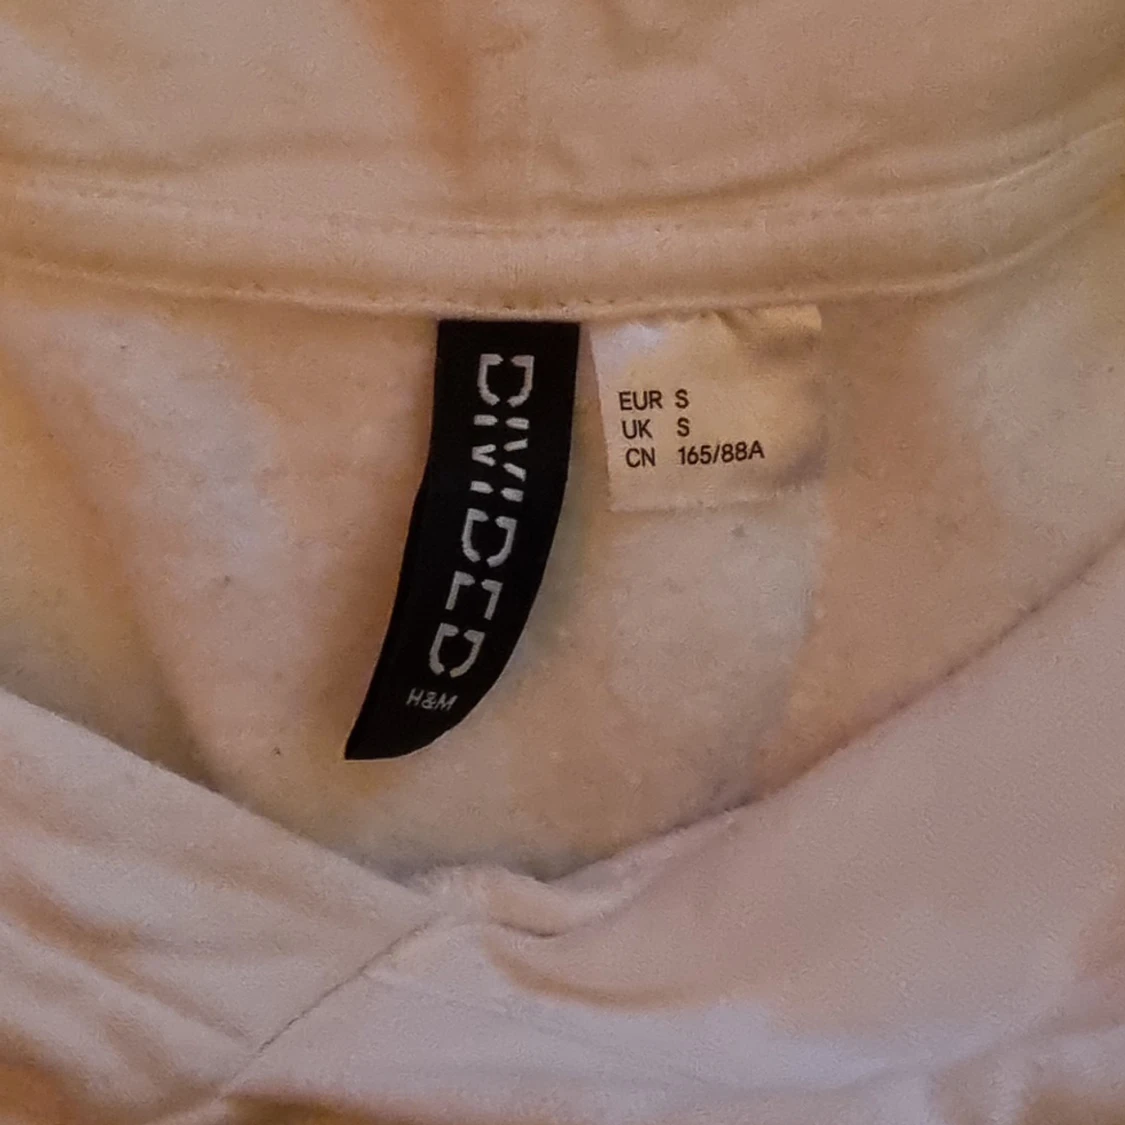 DIVIDED
H&M
EUR S
UK S
CN 165/88A